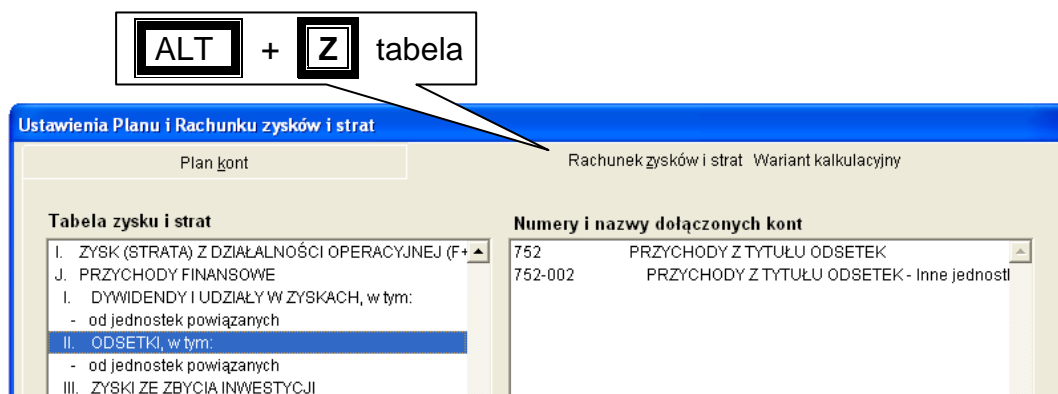 ALT + Z tabela
Ustawienia Planu i Rachunku zysków i strat
Plan kont
Rachunek zysków i strat Wariant kalkulacyjny
Tabela zysku i strat
I. ZYSK (STRATA) Z DZIAŁALNOŚCI OPERACYJNEJ (F+
J. PRZYCHODY FINANSOWE
I. DYWIDENDY I UDZIAŁY W ZYSKACH, w tym:
- od jednostek powiązanych
II. ODSETKI, w tym:
- od jednostek powiązanych
III. ZYSKI ZE ZBYCIA INWESTYCJI
Numery i nazwy dołączonych kont
752 PRZYCHODY Z TYTUŁU ODSETEK
752-002 PRZYCHODY Z TYTUŁU ODSETEK - Inne